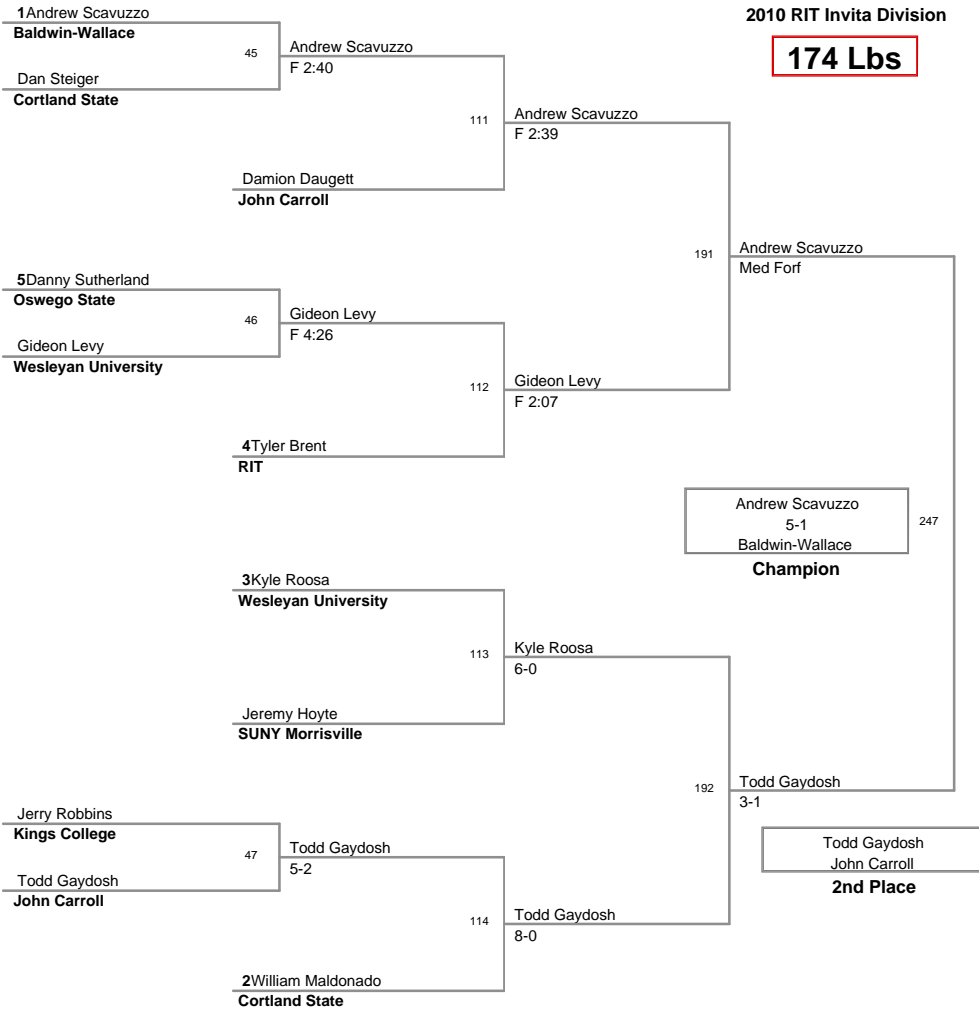 2010 RIT Invita Division
174 Lbs
1Andrew Scavuzzo
Baldwin-Wallace
45
Dan Steiger
Cortland State
Andrew Scavuzzo
F 2:40
111
Damion Daugett
John Carroll
Andrew Scavuzzo
F 2:39
5Danny Sutherland
Oswego State
46
Gideon Levy
Wesleyan University
Gideon Levy
F 4:26
112
4Tyler Brent
RIT
Gideon Levy
F 2:07
191
Andrew Scavuzzo
Med Forf
Andrew Scavuzzo
5-1
Baldwin-Wallace
Champion
247
3Kyle Roosa
Wesleyan University
113
Jeremy Hoyte
SUNY Morrisville
Kyle Roosa
6-0
192
Todd Gaydosh
3-1
Jerry Robbins
Kings College
47
Todd Gaydosh
John Carroll
Todd Gaydosh
5-2
114
2William Maldonado
Cortland State
Todd Gaydosh
8-0
Todd Gaydosh
John Carroll
2nd Place